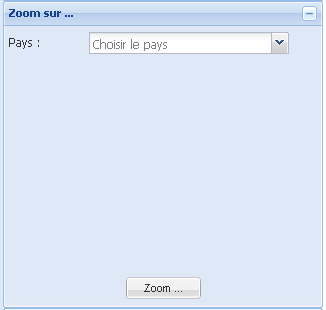 Zoom sur ...
Pays :
Choisir le pays
Zoom ...